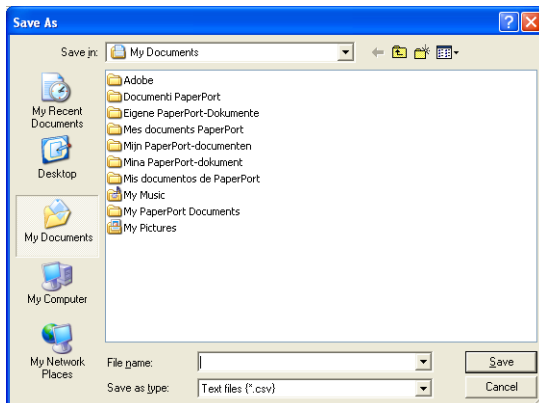 Save As
Save in:
My Documents
My Recent
Documents
Desktop
My Documents
My Computer
My Network
Places
Adobe
Documenti PaperPort
Eigene PaperPort-Dokumente
Mes documents PaperPort
Mijn PaperPort-documenten
Mina PaperPort-dokument
Mis documentos de PaperPort
My Music
My PaperPort Documents
My Pictures
File name:
Save
Save as type:
Text files {*.csv}
Cancel